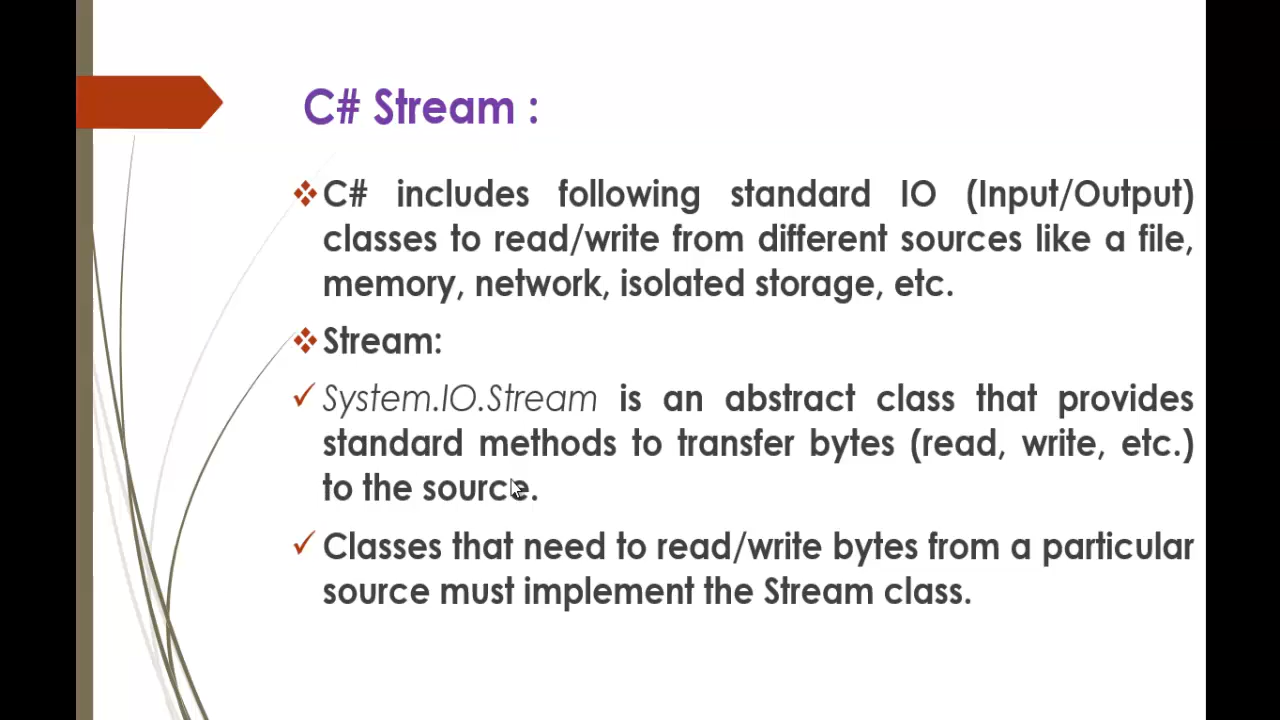 C# Stream :
C# includes following standard IO (Input/Output)
classes to read/write from different sources like a file,
memory, network, isolated storage, etc.
Stream:
System.IO.Stream is an abstract class that provides
standard methods to transfer bytes (read, write, etc.)
to the source.
Classes that need to read/write bytes from a particular
source must implement the Stream class.